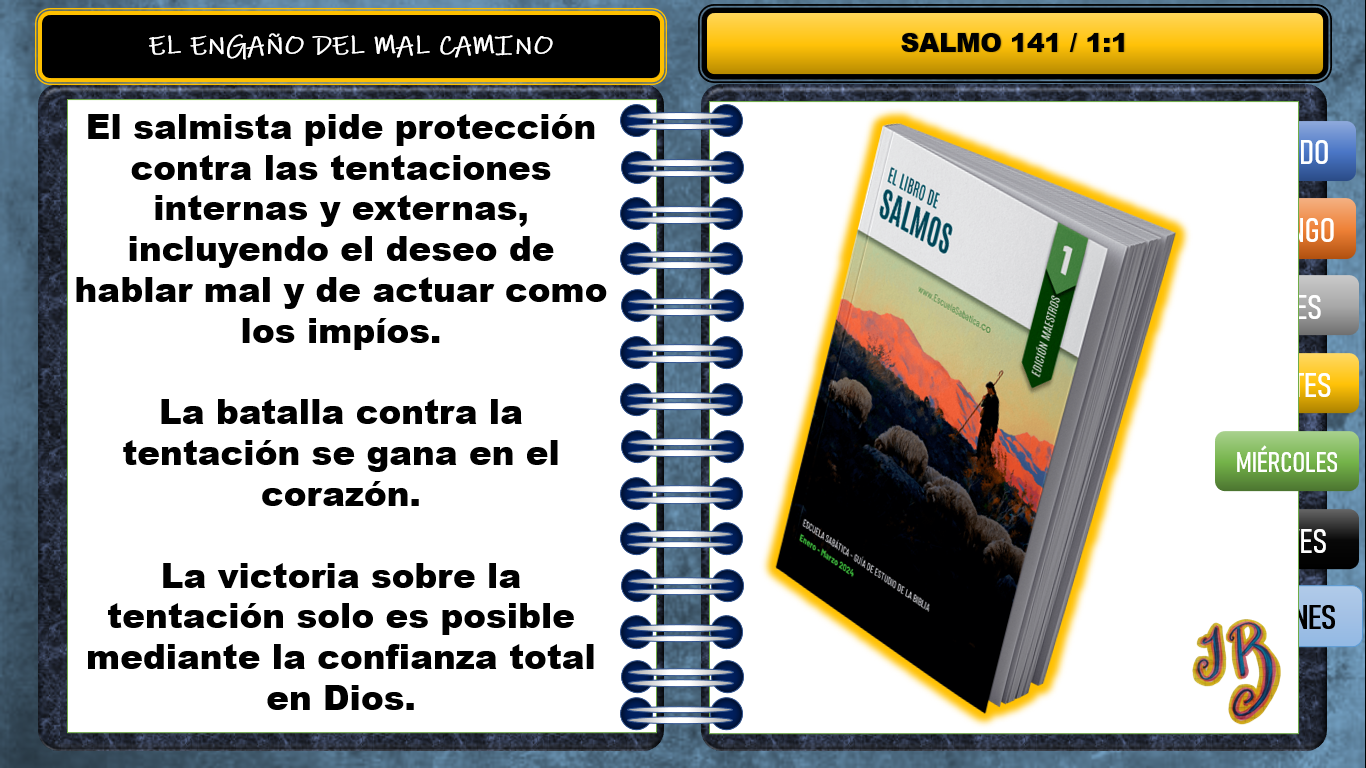 EL ENGAÑO DEL MAL CAMINO
SALMO 141 / 1:1
El salmista pide protección
contra las tentaciones
internas y externas,
incluyendo el deseo de
hablar mal y de actuar como
los impíos.
La batalla contra la
tentación se gana en el
corazón.
La victoria sobre la
tentación solo es posible
mediante la confianza total
en Dios.
EL LIBRO DE
SALMOS
1
EDICIÓN MAESTROS
www.EscuelaSabatica.co
ESCUELA SABÁTICA - GUÍA DE ESTUDIO DE LA BIBLIA
Enero - Marzo 2024
DO
NGO
ES
TES
MIÉRCOLES
VES
NES
JRJ